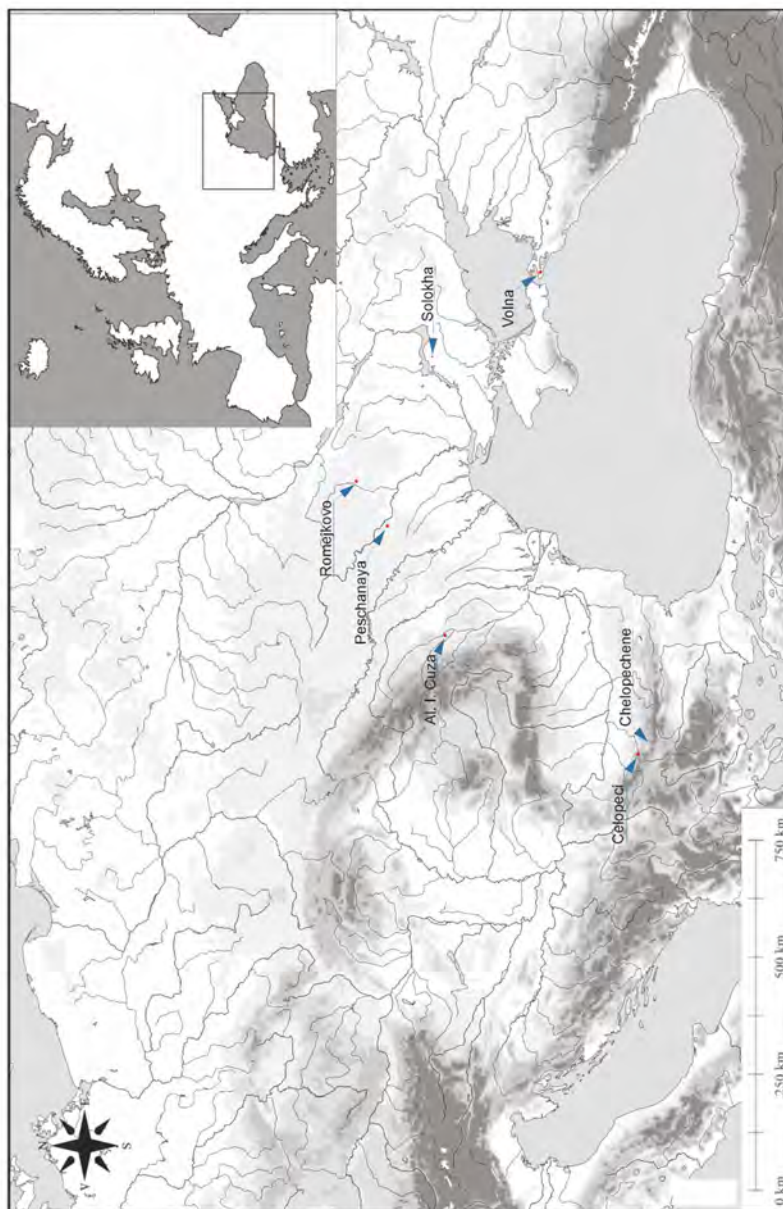 N
S
V
Solokha
Volna
Romejkovo
Peschanaya
Al. I. Cuza
Chelopechene
Celopeci
0 km
250 km
500 km
750 km